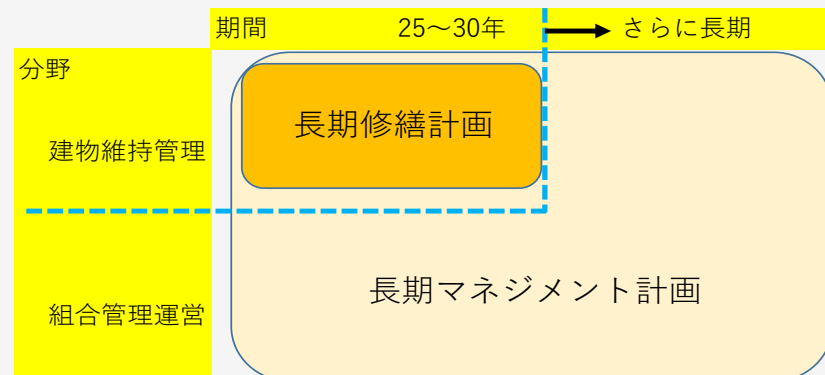 期間 25～30年 さらに長期
分野
長期修繕計画
建物維持管理
長期マネジメント計画
組合管理運営